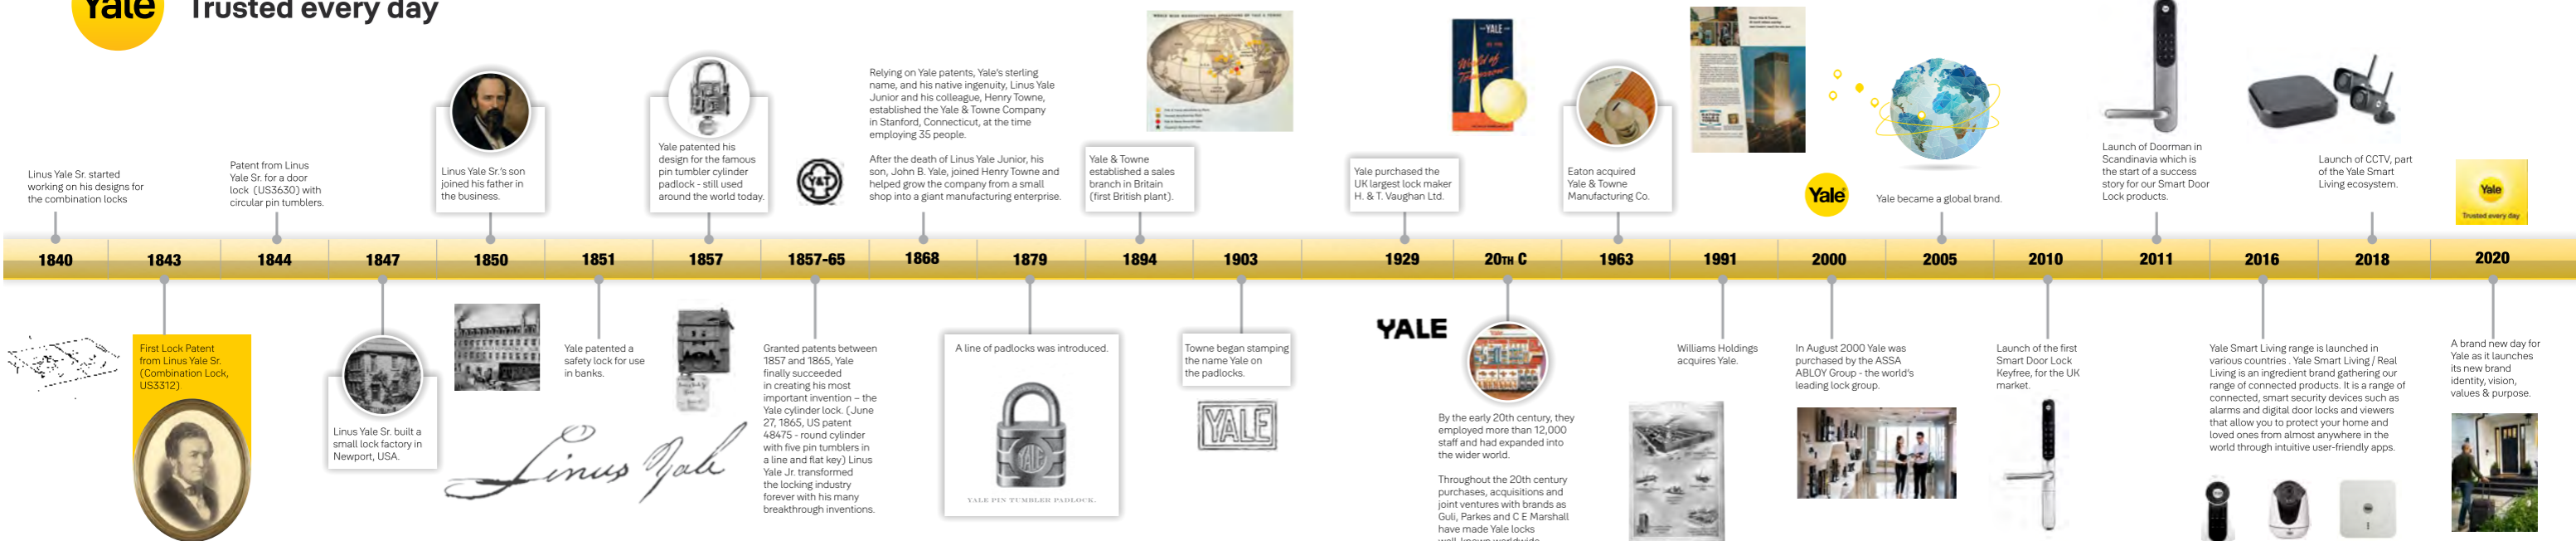 Yale
Trusted every day
Linus Yale Sr. started
working on his designs for
the combination locks
1840
1843
First Lock Patent
from Linus Yale Sr.
(Combination Lock,
US3312)
Patent from Linus
Yale Sr. for a door
lock (US3630) with
circular pin tumblers.
1844
1847
Linus Yale Sr. built a
small lock factory in
Newport, USA.
Linus Yale Sr.'s son
joined his father in
the business.
1850
1851
Yale patented a
safety lock for use
in banks.
Linus Yale
Yale patented his
design for the famous
pin tumbler cylinder
padlock - still used
around the world today.
1857
Y&T
1857-65
Granted patents between
1857 and 1865, Yale
finally succeeded
in creating his most
important invention – the
Yale cylinder lock. (June
27, 1865, US patent
48475 - round cylinder
with five pin tumblers in
a line and flat key) Linus
Yale Jr. transformed
the locking industry
forever with his many
breakthrough inventions.
Relying on Yale patents, Yale's sterling
name, and his native ingenuity, Linus Yale
Junior and his colleague, Henry Towne,
established the Yale & Towne Company
in Stanford, Connecticut, at the time
employing 35 people.
After the death of Linus Yale Junior, his
son, John B. Yale, joined Henry Towne and
helped grow the company from a small
shop into a giant manufacturing enterprise.
1868
1879
A line of padlocks was introduced.
YALE
YALE PIN TUMBLER PADLOCK.
Yale & Towne
established a sales
branch in Britain
(first British plant).
1894
1903
Towne began stamping
the name Yale on
the padlocks.
YALE
Yale purchased the
UK largest lock maker
H. & T. Vaughan Ltd.
1929
YALE
YALE
World of
Tomorrow
20TH C
By the early 20th century, they
employed more than 12,000
staff and had expanded into
the wider world.
Throughout the 20th century
purchases, acquisitions and
joint ventures with brands as
Guli, Parkes and C E Marshall
have made Yale locks
well-known worldwide
Eaton acquired
Yale & Towne
Manufacturing Co.
1963
1991
Williams Holdings
acquires Yale.
Yale
2000
In August 2000 Yale was
purchased by the ASSA
ABLOY Group - the world's
leading lock group.
Yale became a global brand.
2005
2010
Launch of the first
Smart Door Lock
Keyfree, for the UK
market.
Launch of Doorman in
Scandinavia which is
the start of a success
story for our Smart Door
Lock products.
2011
2016
Yale Smart Living range is launched in
various countries . Yale Smart Living / Real
Living is an ingredient brand gathering our
range of connected products. It is a range of
connected, smart security devices such as
alarms and digital door locks and viewers
that allow you to protect your home and
loved ones from almost anywhere in the
world through intuitive user-friendly apps.
Launch of CCTV, part
of the Yale Smart
Living ecosystem.
2018
Yale
Trusted every day
2020
A brand new day for
Yale as it launches
its new brand
identity, vision,
values & purpose.